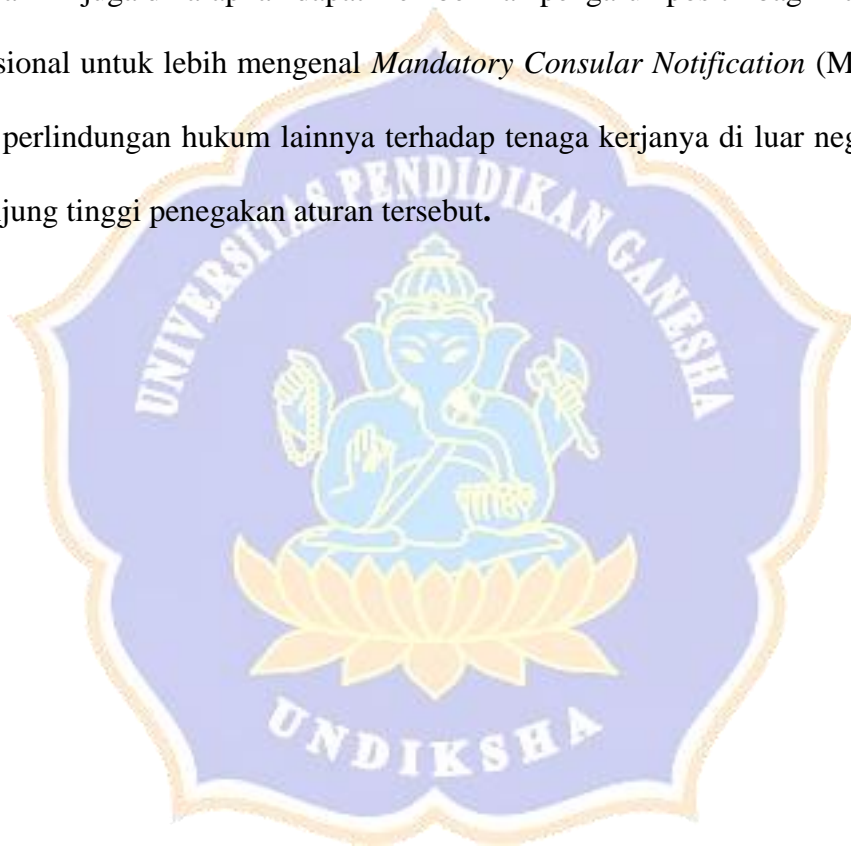 sional untuk lebih mengenal Mandatory Consular Notification (M
perlindungan hukum lainnya terhadap tenaga kerjanya di luar neg
jung tinggi penegakan aturan tersebut.
UNIVERSITAS PENDIDIKAN GANESHA
UNDIKSHA